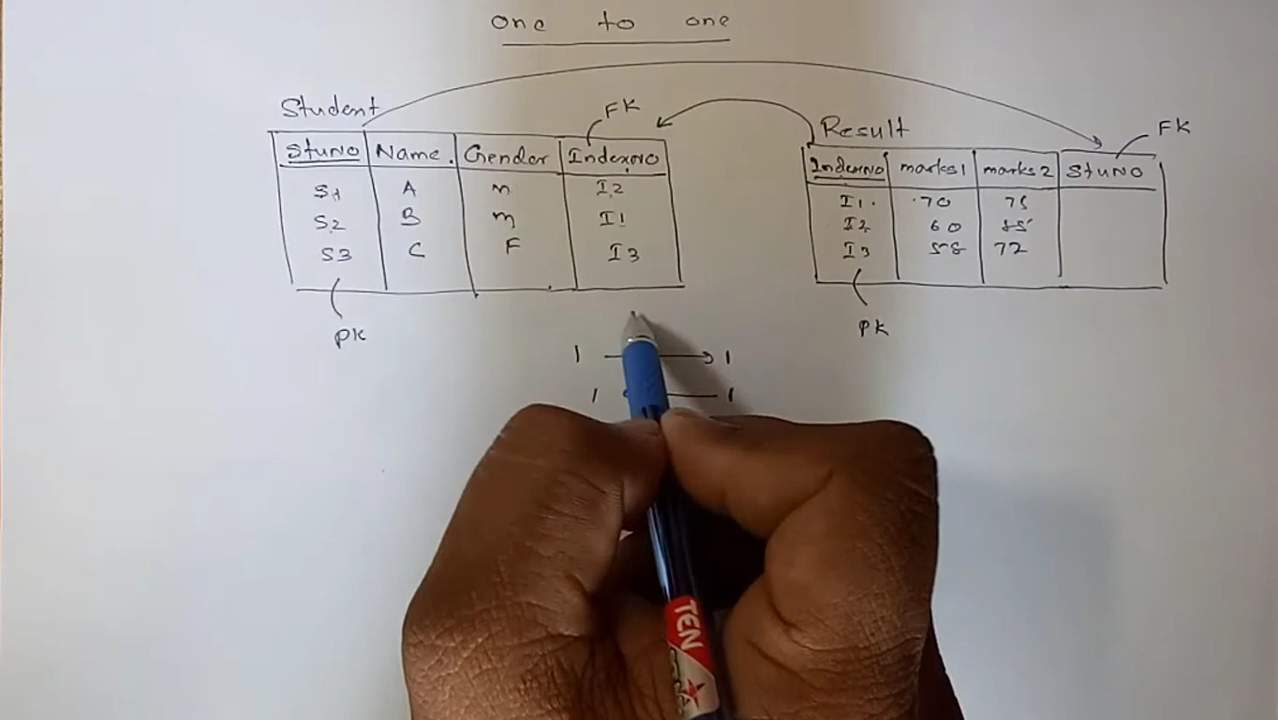 one to one
Student
FK
StuNO Name Gender IndexNO
S1 A m I2
S2 B m I1
S3 C F I3
PK
Result
FK
IndexNO marks1 marks2 StuNO
I1 70
I2 60
I3 58 72
PK
1 1
1 1
TEN